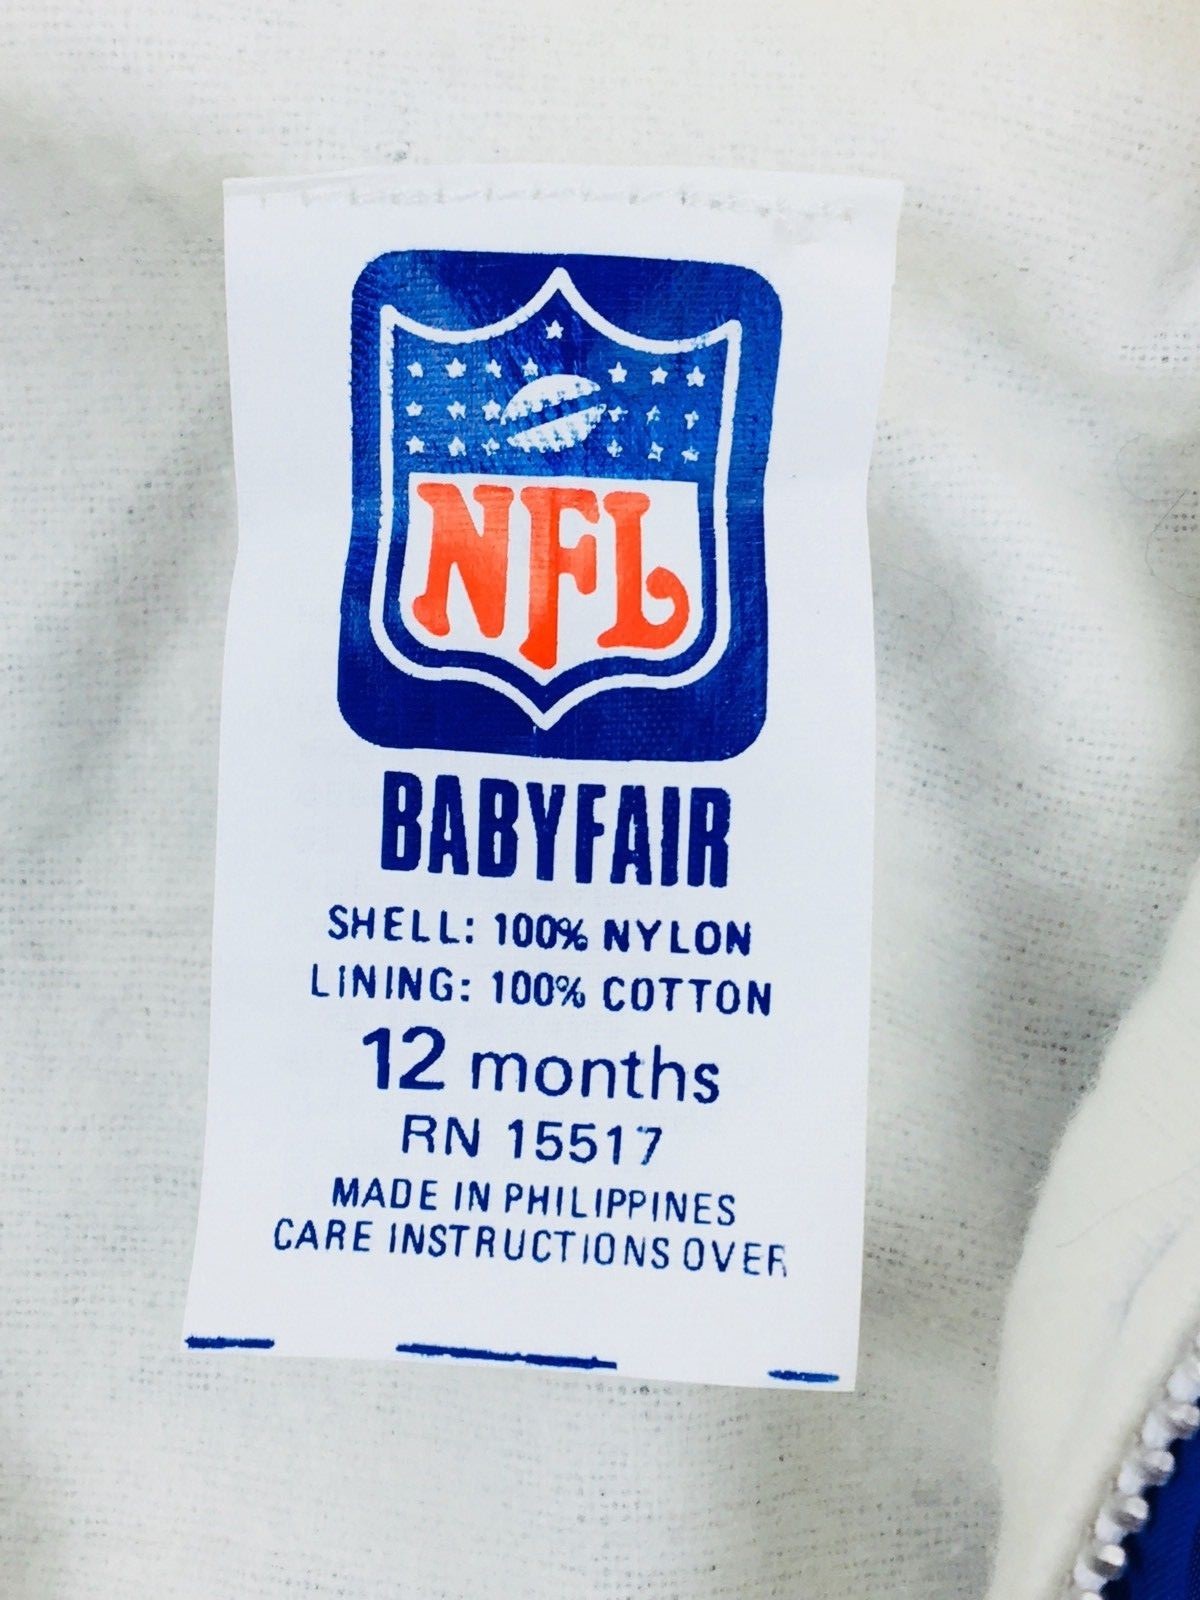 NFL
BABYFAIR
SHELL: 100% NYLON
LINING: 100% COTTON
12 months
RN 15517
MADE IN PHILIPPINES
CARE INSTRUCTIONS OVER